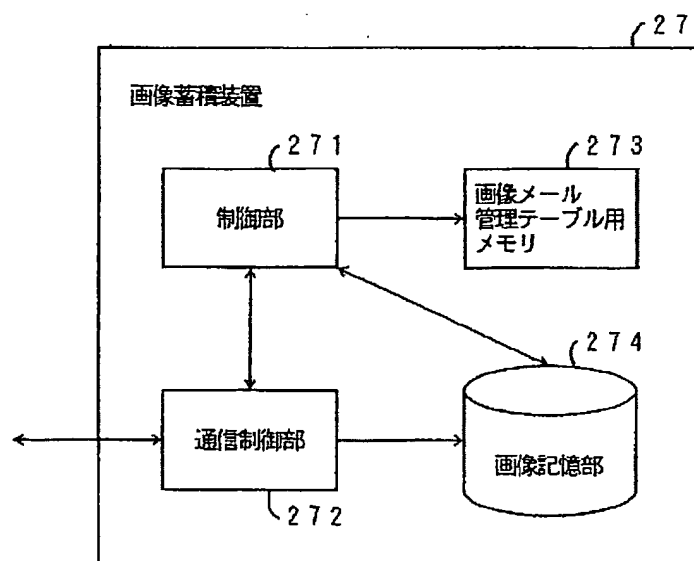 27
画像蓄積装置
271
制御部
273
画像メール
管理テーブル用
メモリ
274
画像記憶部
通信制御部
272